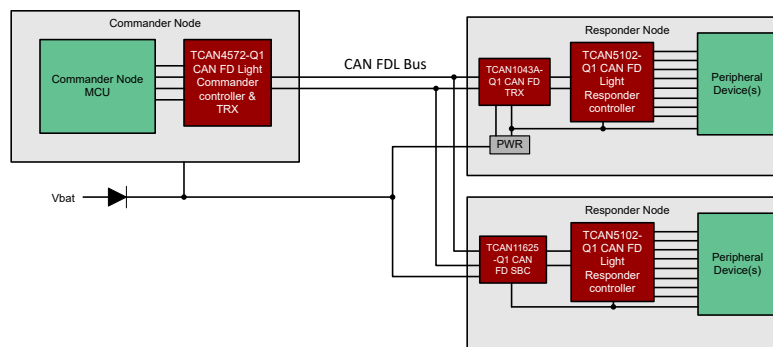 Commander Node
Commander Node
MCU
TCAN4572-Q1
CAN FD Light
Commander
controller &
TRX
CAN FDL Bus
Vbat
Responder Node
TCAN1043A-
Q1 CAN FD
TRX
PWR
TCAN5102-
Q1 CAN FD
Light
Responder
controller
Peripheral
Device(s)
Responder Node
TCAN11625
-Q1 CAN
FD SBC
TCAN5102-
Q1 CAN FD
Light
Responder
controller
Peripheral
Device(s)